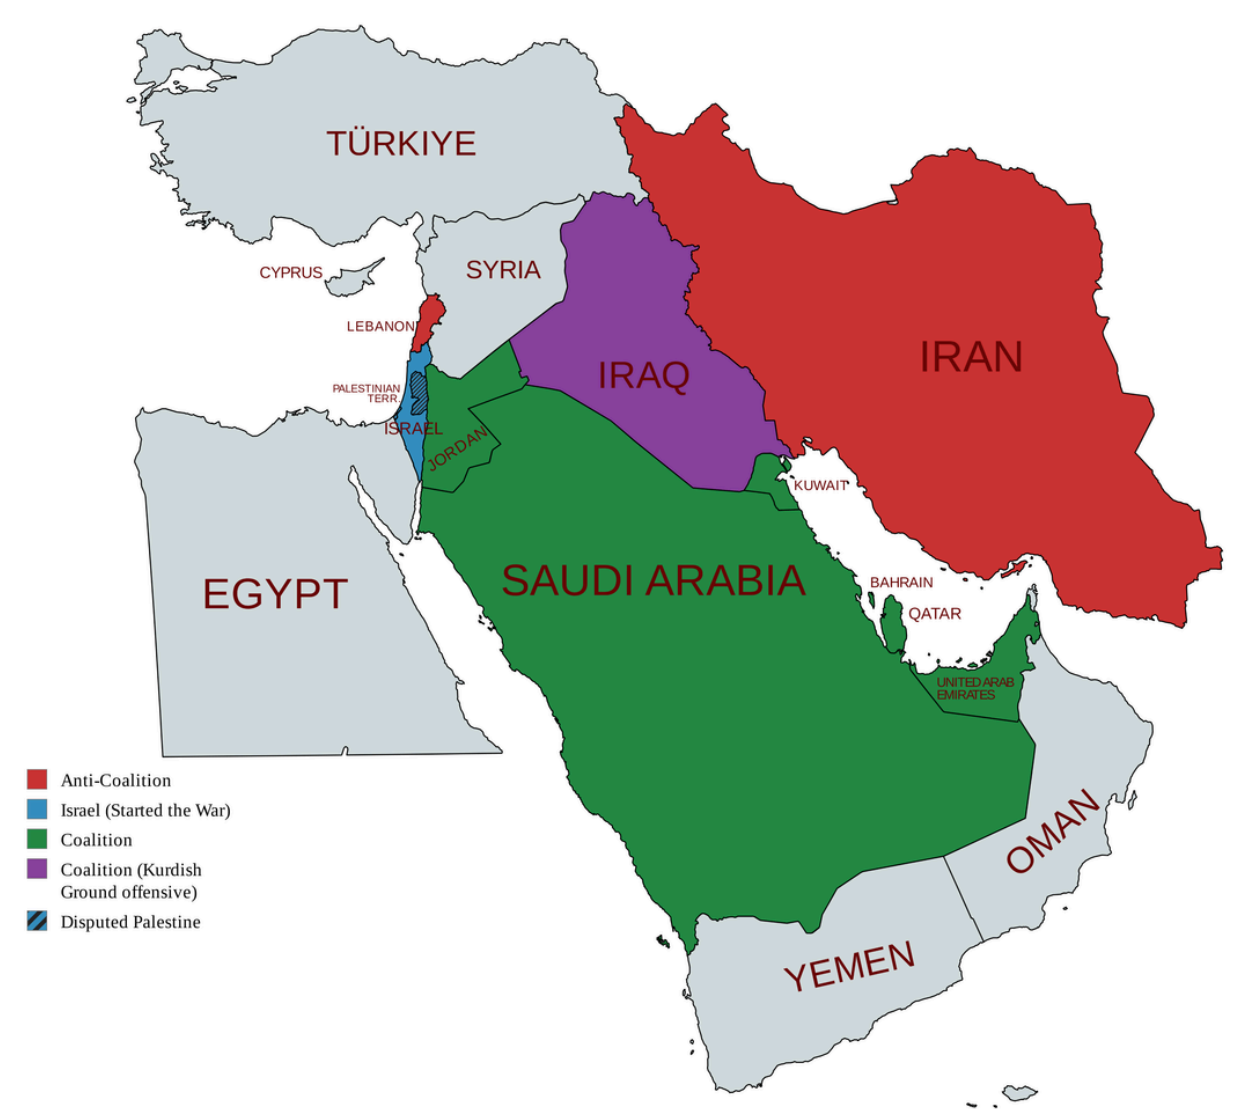 TÜRKIYE
CYPRUS
SYRIA
LEBANON
IRAQ
IRAN
PALESTINIAN
TERR.
ISRAEL
JORDAN
KUWAIT
EGYPT
SAUDI ARABIA
BAHRAIN
QATAR
UNITED ARAB
EMIRATES
OMAN
YEMEN
Anti-Coalition
Israel (Started the War)
Coalition
Coalition (Kurdish
Ground offensive)
Disputed Palestine